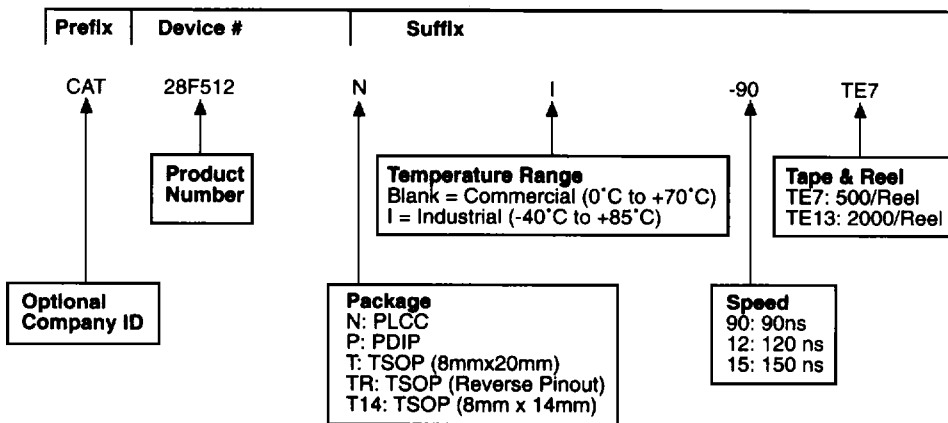 Prefix Device # Suffix
CAT 28F512 N I -90 TE7
Product
Number
Temperature Range
Blank = Commercial (0˚C to +70˚C)
I = Industrial (-40˚C to +85˚C)
Tape & Reel
TE7: 500/Reel
TE13: 2000/Reel
Optional
Company ID
Package
N: PLCC
P: PDIP
T: TSOP (8mmx20mm)
TR: TSOP (Reverse Pinout)
T14: TSOP (8mm x 14mm)
Speed
90: 90ns
12: 120 ns
15: 150 ns